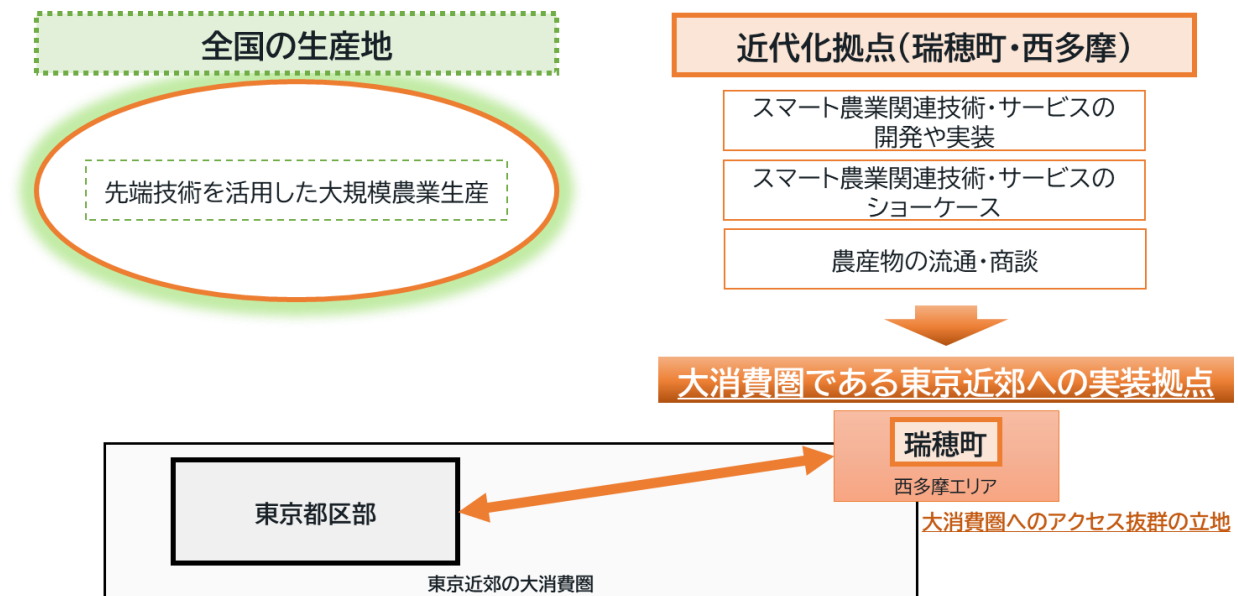 全国の生産地
先端技術を活用した大規模農業生産
近代化拠点(瑞穂町・西多摩)
スマート農業関連技術・サービスの
開発や実装
スマート農業関連技術・サービスの
ショーケース
農産物の流通・商談
大消費圏である東京近郊への実装拠点
瑞穂町
西多摩エリア
大消費圏へのアクセス抜群の立地
東京都区部
東京近郊の大消費圏